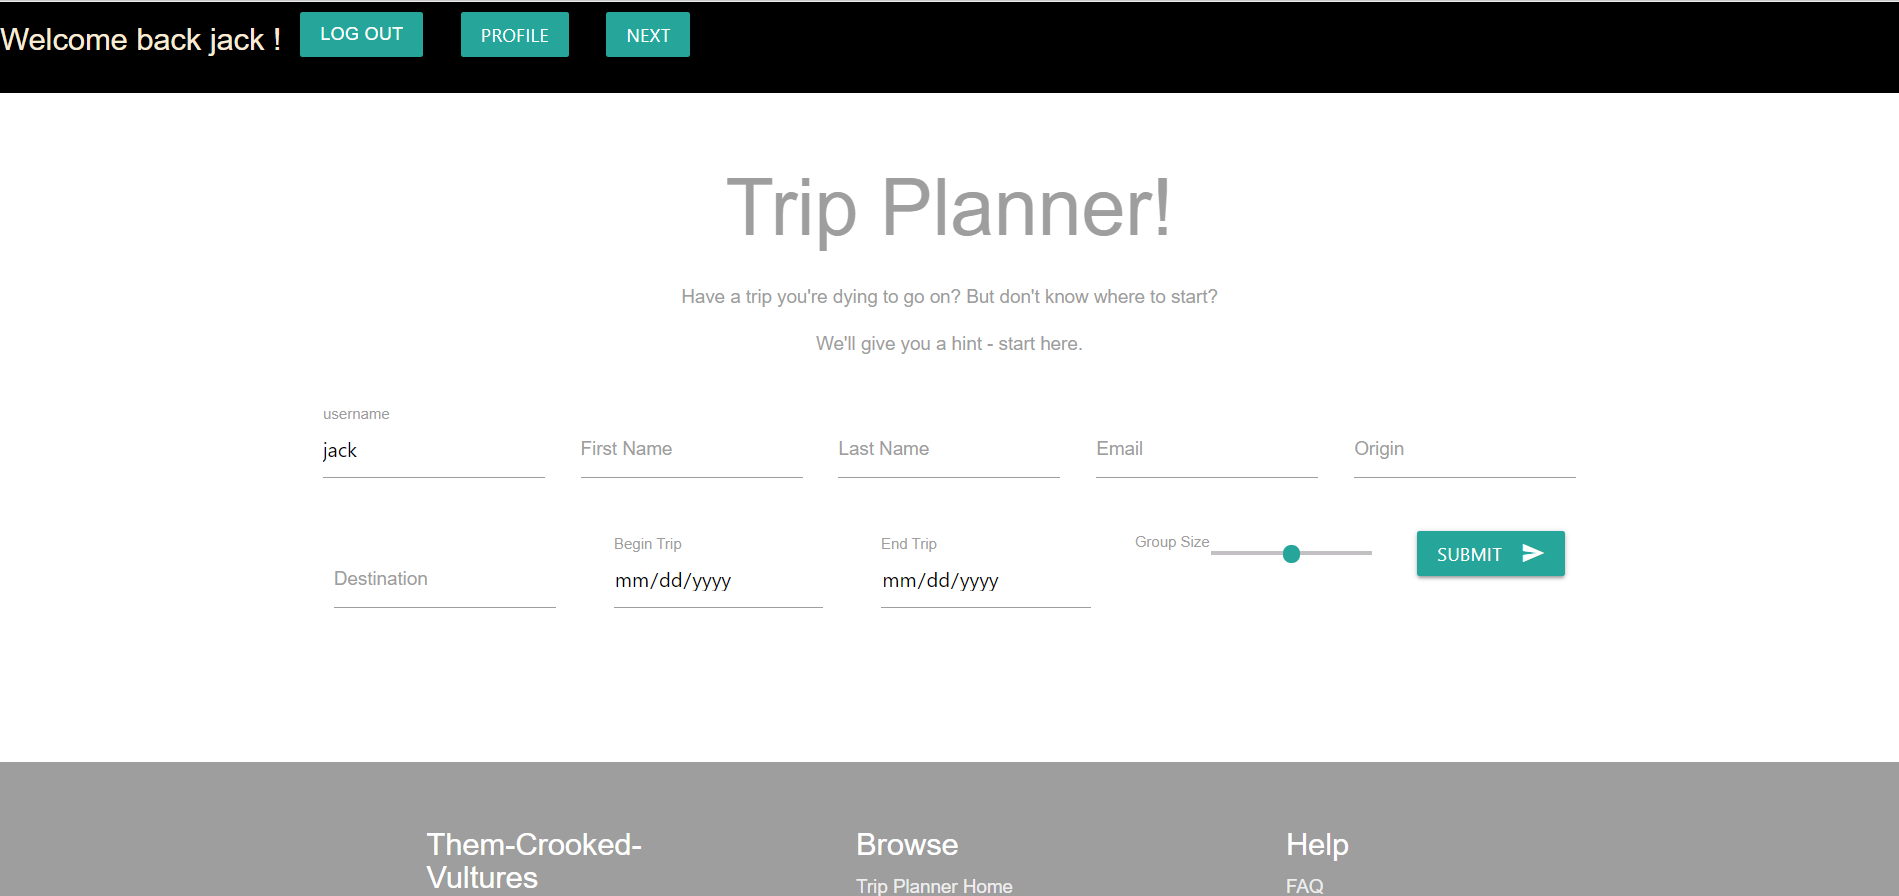 Welcome back jack ! LOG OUT PROFILE NEXT
Trip Planner!
Have a trip you're dying to go on? But don't know where to start?
We'll give you a hint - start here.
username
jack First Name Last Name Email Origin
Begin Trip End Trip Group Size SUBMIT
Destination mm/dd/yyyy mm/dd/yyyy
Them-Crooked-
Vultures
Browse
Trip Planner Home
Help
FAQ